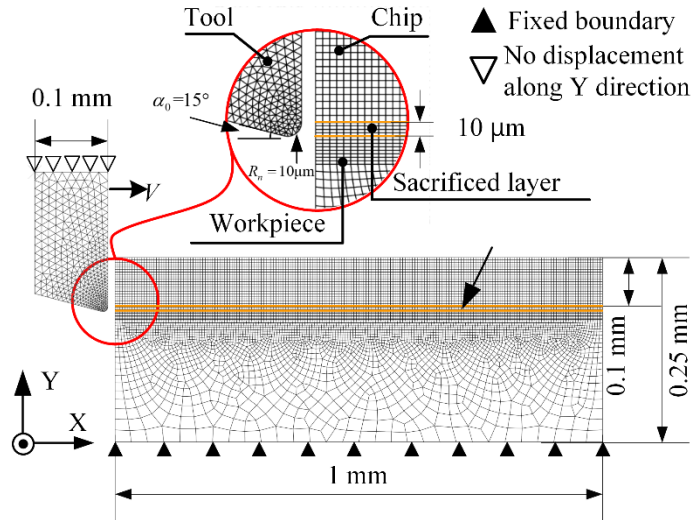 Tool
Chip
Fixed boundary
No displacement
along Y direction
0.1 mm
α₀=15°
10 μm
Rₙ = 10μm
V
Sacrificed layer
Workpiece
0.1 mm
0.25 mm
Y
X
1 mm